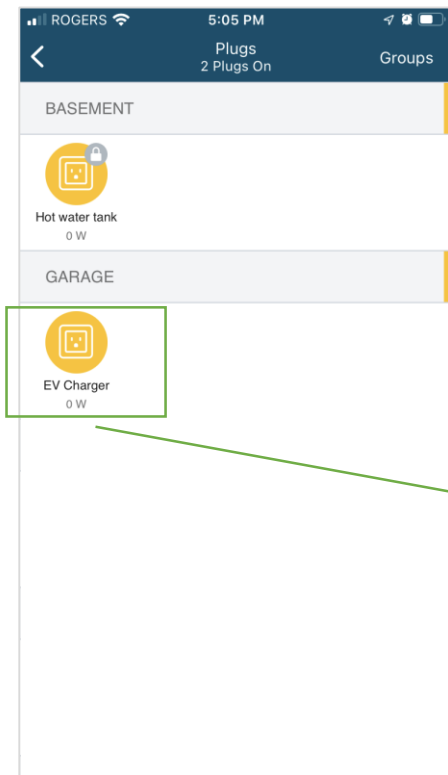 ROGERS 5:05 PM
Plugs
2 Plugs On
Groups
BASEMENT
Hot water tank
0 W
GARAGE
EV Charger
0 W